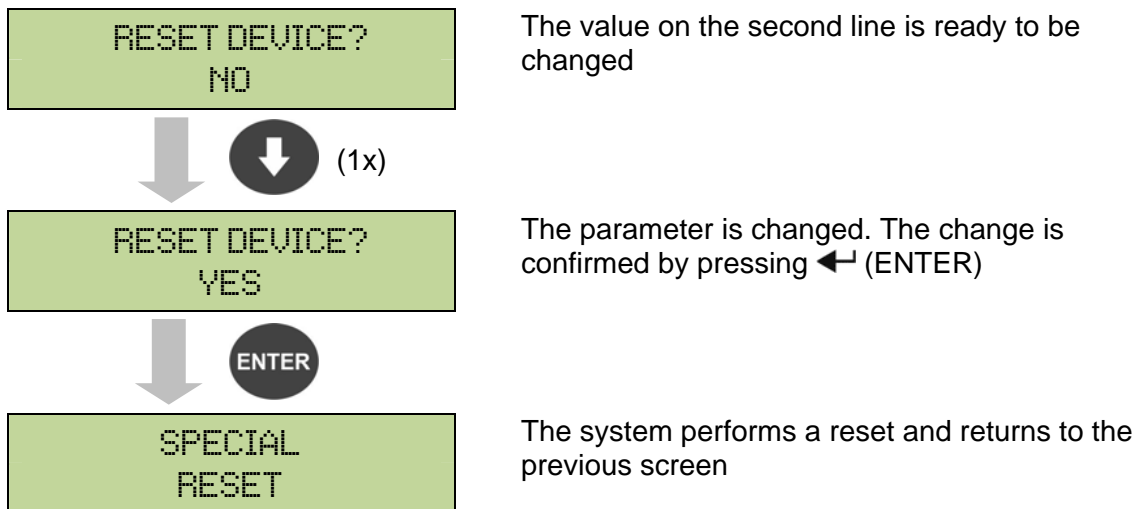 RESET DEVICE?
NO
The value on the second line is ready to be
changed
(1x)
RESET DEVICE?
YES
The parameter is changed. The change is
confirmed by pressing (ENTER)
ENTER
SPECIAL
RESET
The system performs a reset and returns to the
previous screen